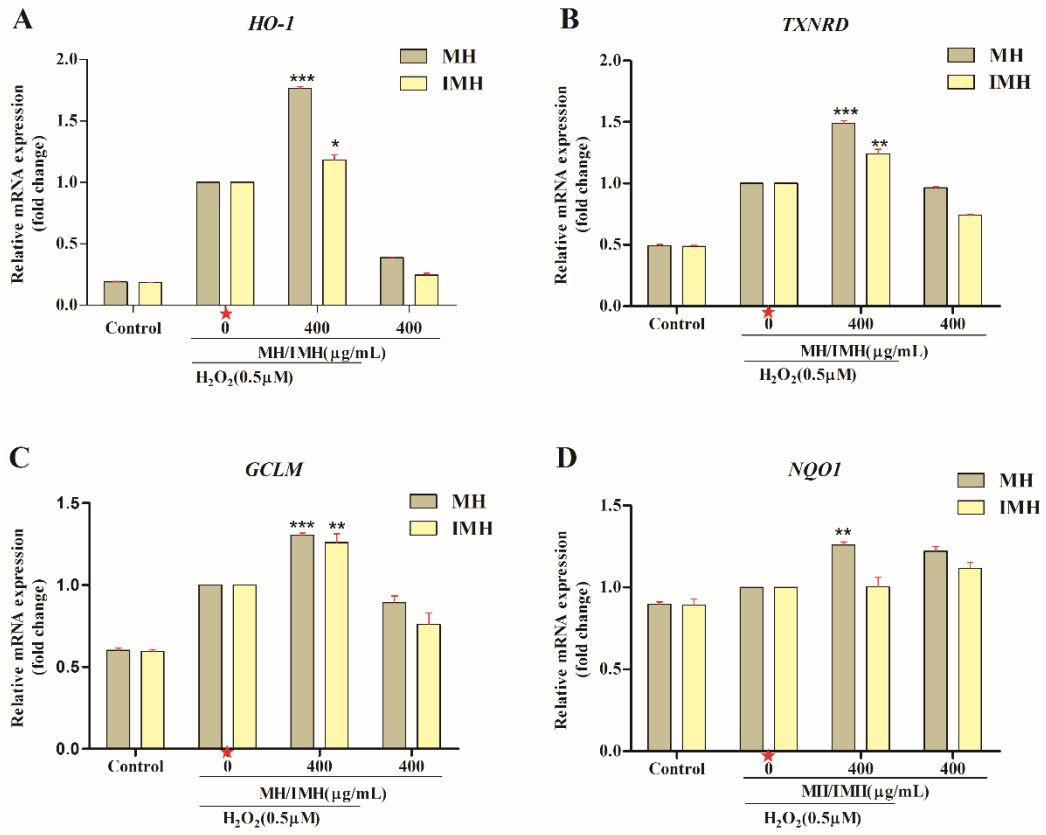 A
HO-1
MH
IMH
Relative mRNA expression
(fold change)
2.0
1.5
1.0
0.5
0.0
***
*
Control
0
400
400
MH/IMH(μg/mL)
H₂O₂(0.5μM)
B
TXNRD
MH
IMH
Relative mRNA expression
(fold change)
2.0
1.5
1.0
0.5
0.0
***
**
Control
0
400
400
MH/IMH(μg/mL)
H₂O₂(0.5μM)
C
GCLM
MH
IMH
Relative mRNA expression
(fold change)
1.5
1.0
0.5
0.0
***
**
Control
0
400
400
MH/IMH(μg/mL)
H₂O₂(0.5μM)
D
NQO1
MH
IMH
Relative mRNA expression
(fold change)
1.5
1.0
0.5
0.0
**
Control
0
400
400
MH/IMH(μg/mL)
H₂O₂(0.5μM)